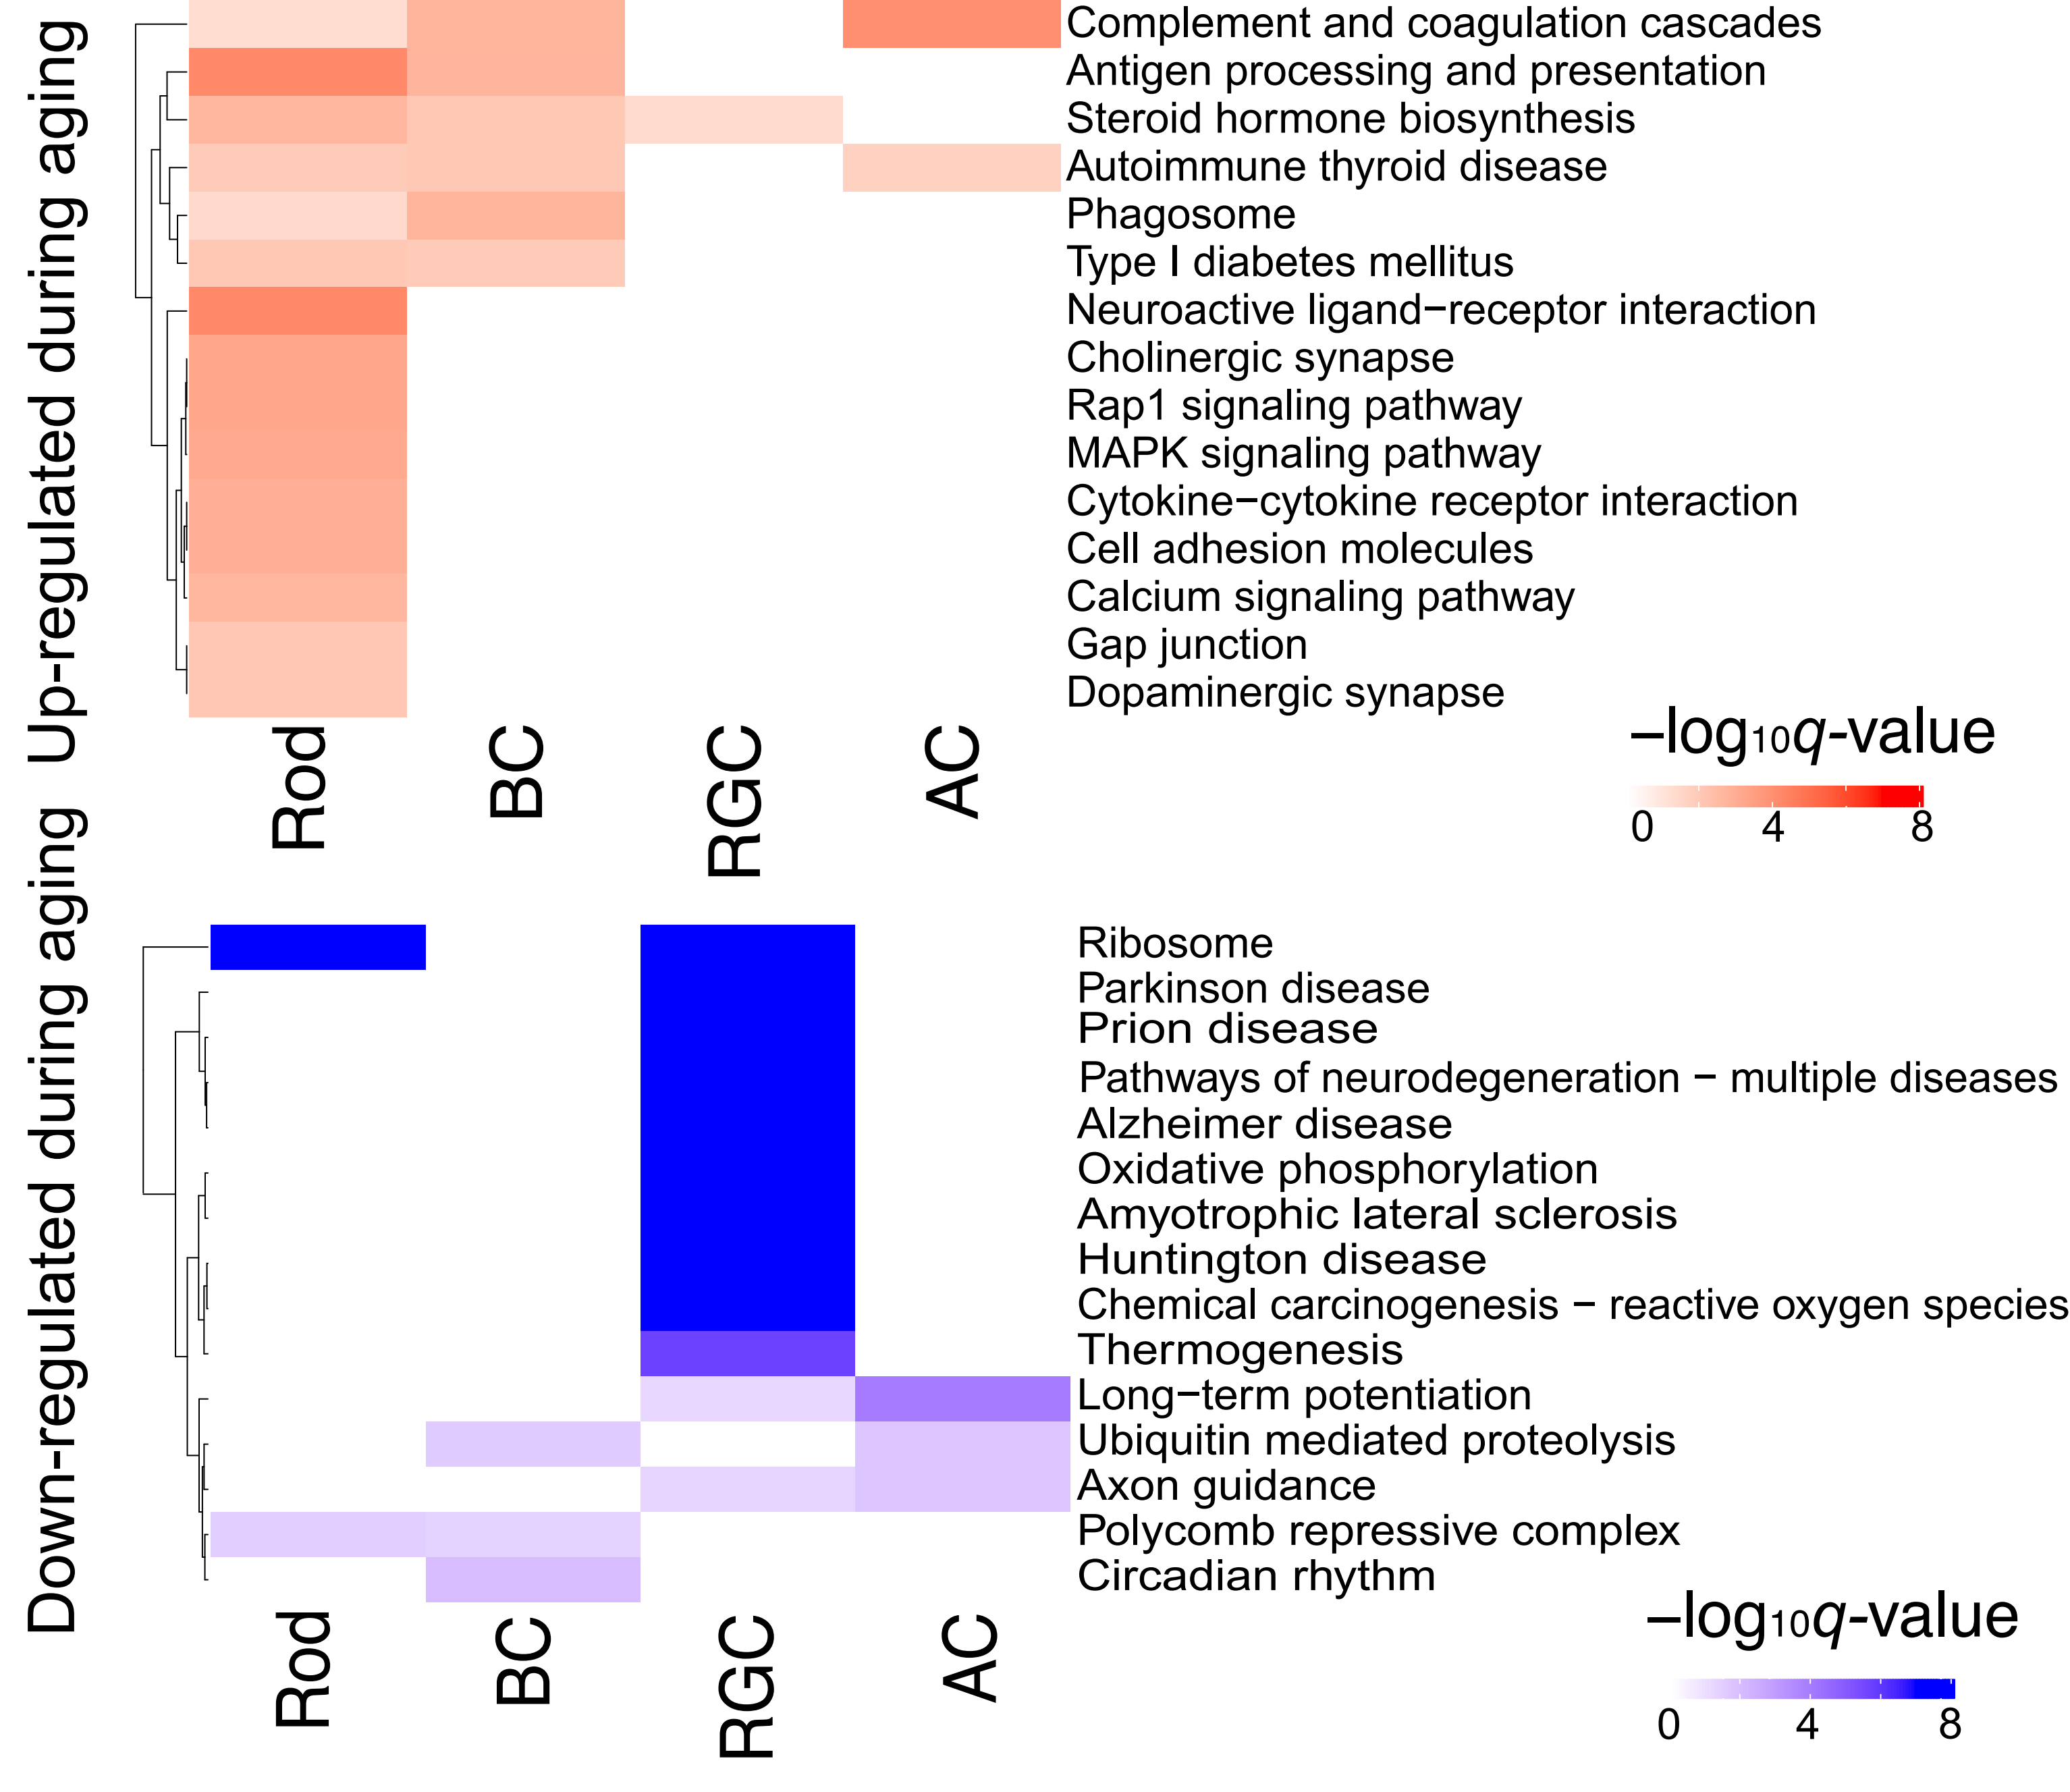 Up-regulated during aging
Complement and coagulation cascades
Antigen processing and presentation
Steroid hormone biosynthesis
Autoimmune thyroid disease
Phagosome
Type I diabetes mellitus
Neuroactive ligand−receptor interaction
Cholinergic synapse
Rap1 signaling pathway
MAPK signaling pathway
Cytokine−cytokine receptor interaction
Cell adhesion molecules
Calcium signaling pathway
Gap junction
Dopaminergic synapse
Rod
BC
RGC
AC
−log10q-value
0 4 8
Down-regulated during aging
Ribosome
Parkinson disease
Prion disease
Pathways of neurodegeneration − multiple diseases
Alzheimer disease
Oxidative phosphorylation
Amyotrophic lateral sclerosis
Huntington disease
Chemical carcinogenesis − reactive oxygen species
Thermogenesis
Long−term potentiation
Ubiquitin mediated proteolysis
Axon guidance
Polycomb repressive complex
Circadian rhythm
Rod
BC
RGC
AC
−log10q-value
0 4 8